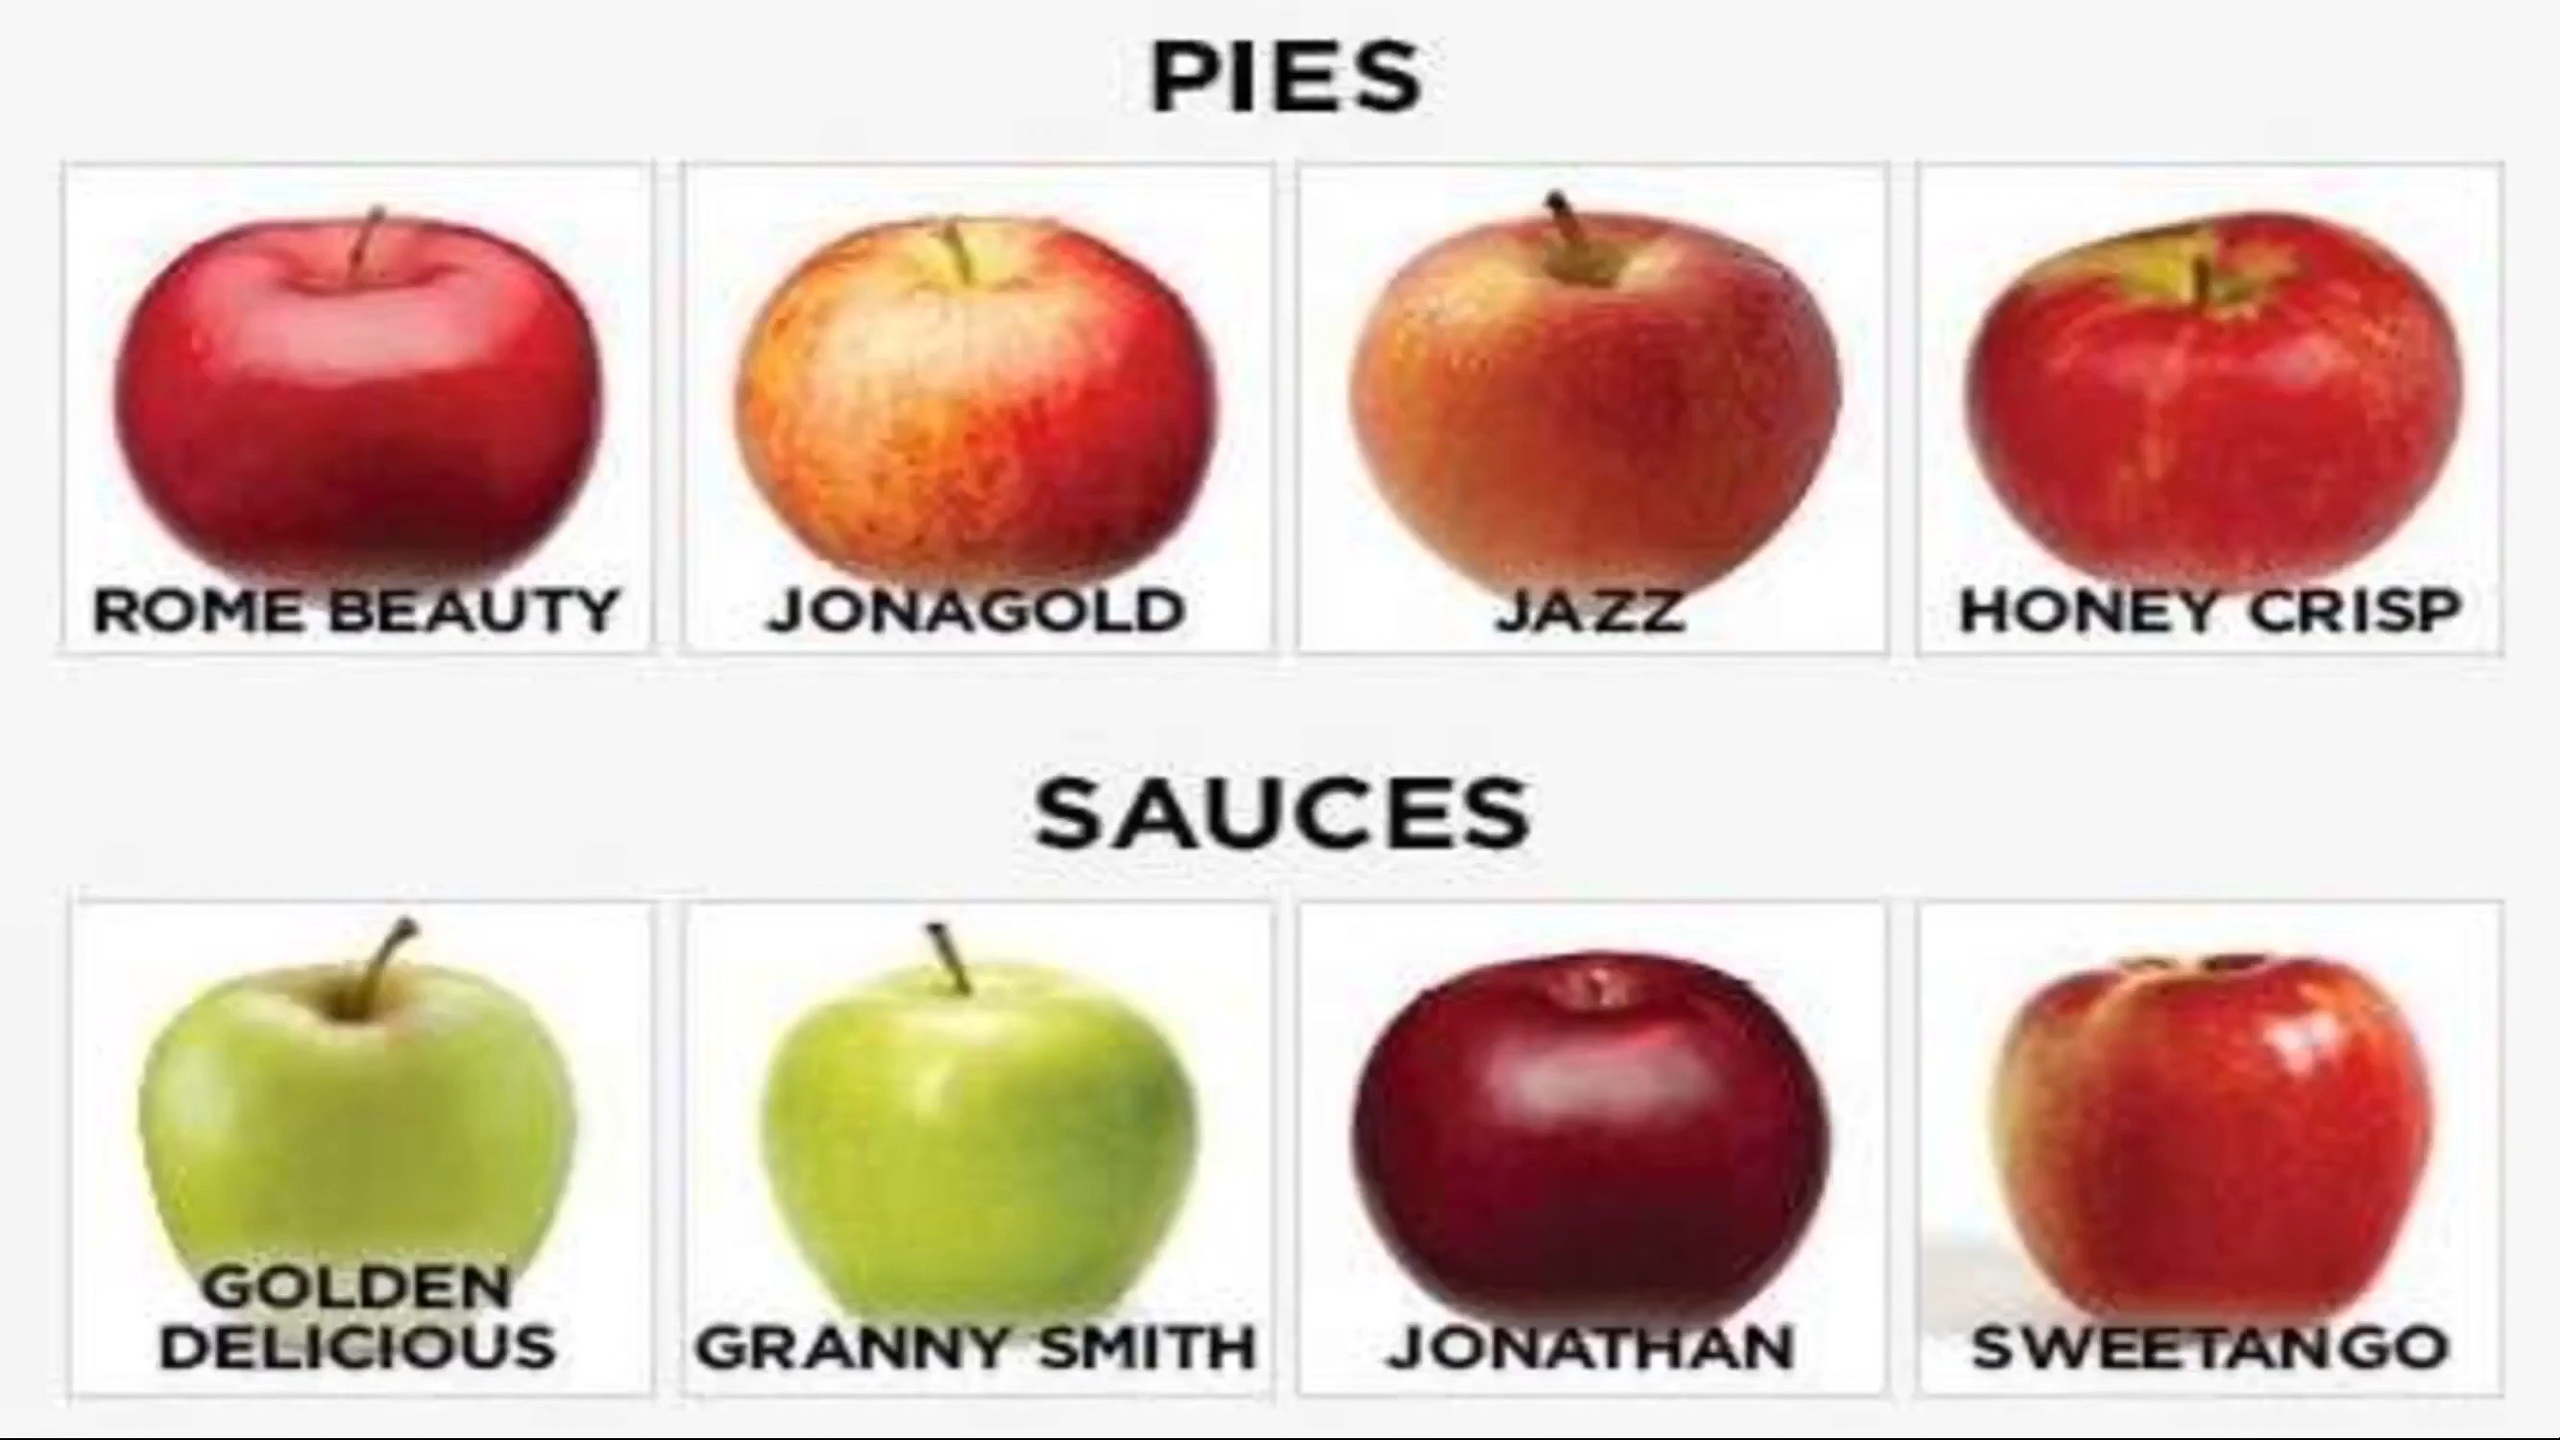 PIES
ROME BEAUTY
JONAGOLD
JAZZ
HONEY CRISP
SAUCES
GOLDEN
DELICIOUS
GRANNY SMITH
JONATHAN
SWEETANGO